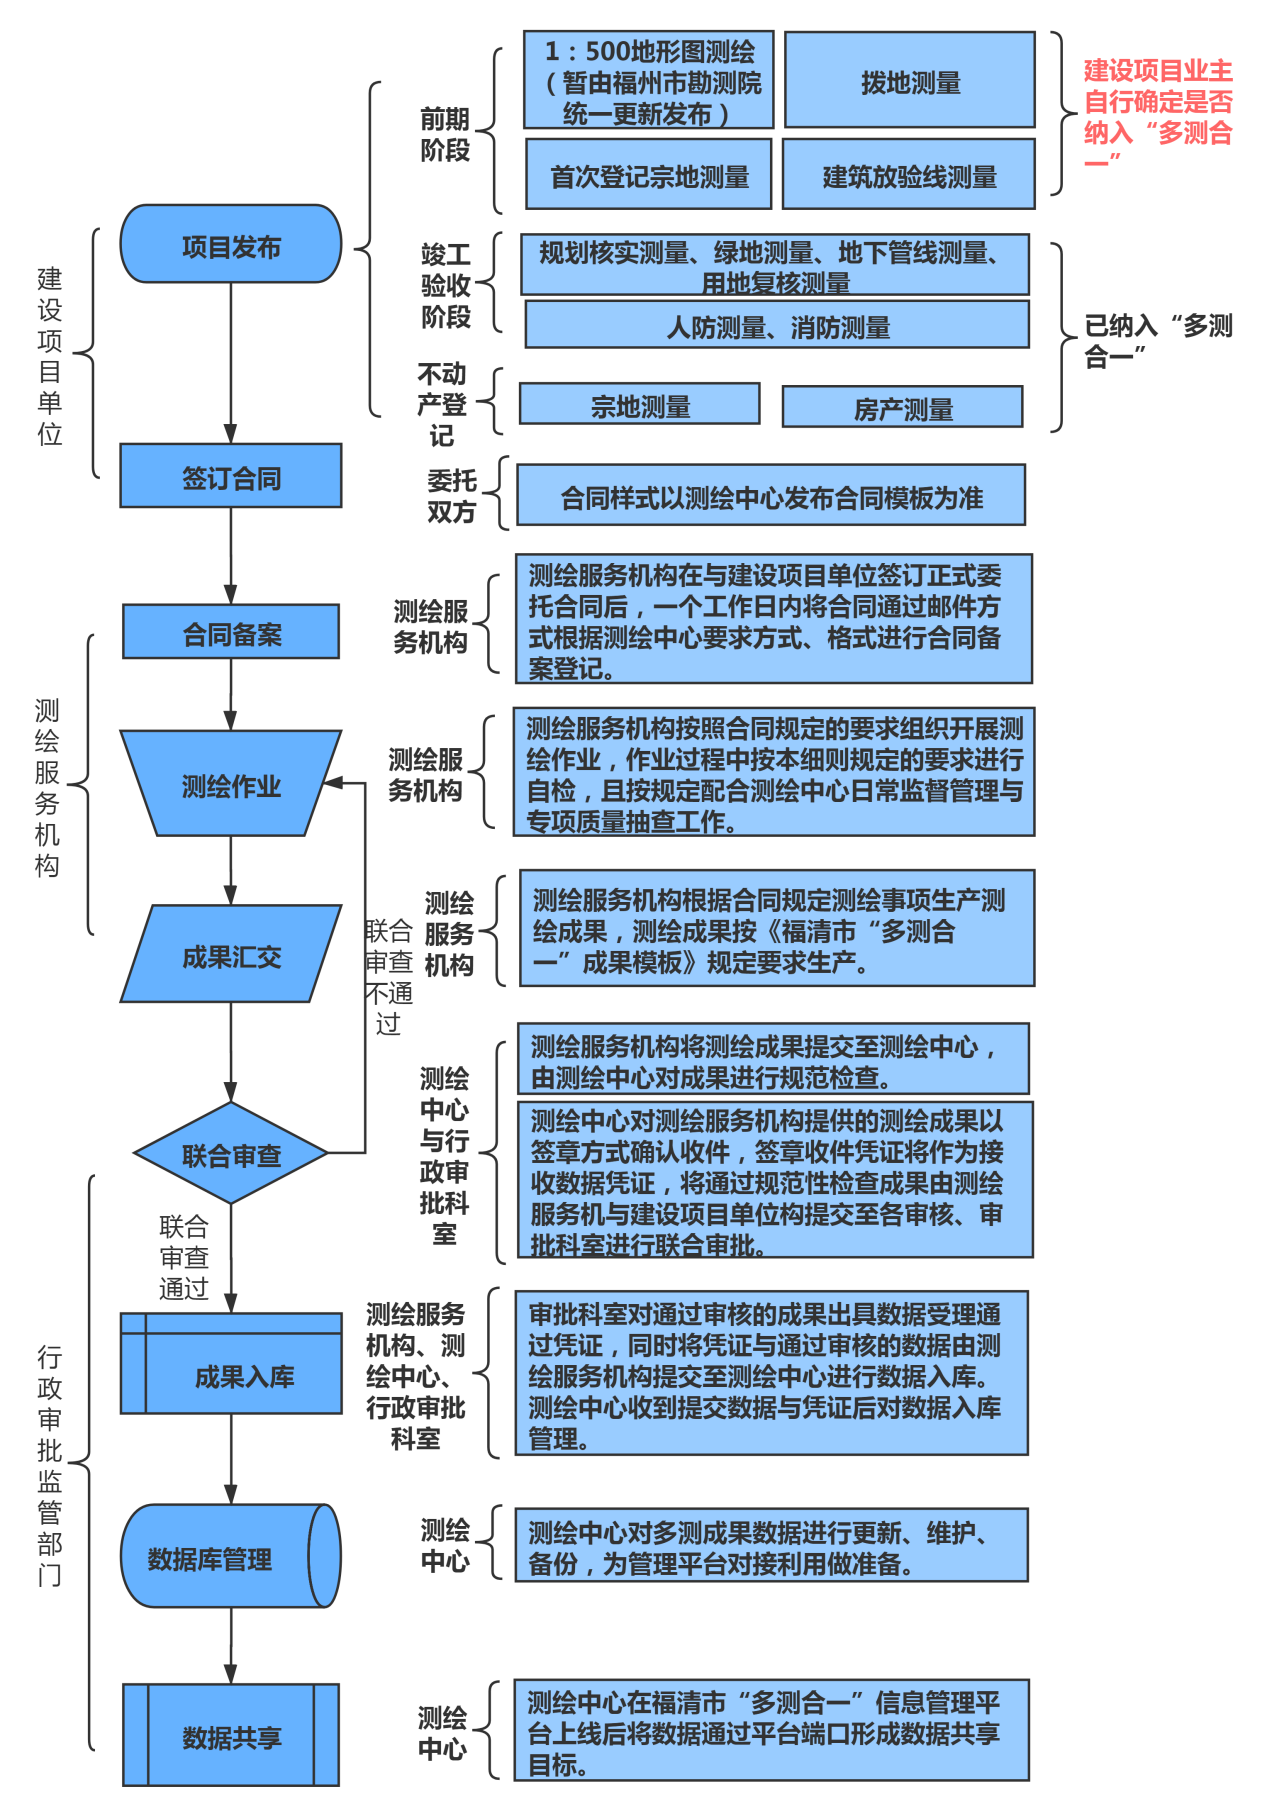 1：500地形图测绘
（暂由福州市勘测院
统一更新发布）
拨地测量
首次登记宗地测量
建筑放验线测量
前期
阶段
建设项目业主
自行确定是否
纳入“多测合
一”
建
设
项
目
单
位
项目发布
竣工
验收
阶段
规划核实测量、绿地测量、地下管线测量、
用地复核测量
人防测量、消防测量
不动
产登
记
宗地测量
房产测量
已纳入“多测
合一”
签订合同
委托
双方
合同样式以测绘中心发布合同模板为准
测
绘
服
务
机
构
合同备案
测绘服
务机构
测绘服务机构在与建设项目单位签订正式委
托合同后，一个工作日内将合同通过邮件方
式根据测绘中心要求方式、格式进行合同备
案登记。
测绘作业
测绘服
务机构
测绘服务机构按照合同规定的要求组织开展测
绘作业，作业过程中按本细则规定的要求进行
自检，且按规定配合测绘中心日常监督管理与
专项质量抽查工作。
成果汇交
联合
审查
不通
过
测绘
服务
机构
测绘服务机构根据合同规定测绘事项生产测
绘成果，测绘成果按《福清市“多测合
一”成果模板》规定要求生产。
联合审查
测绘
中心
与行
政审
批科
室
测绘服务机构将测绘成果提交至测绘中心，
由测绘中心对成果进行规范检查。
测绘中心对测绘服务机构提供的测绘成果以
签章方式确认收件，签章收件凭证将作为接
收数据凭证，将通过规范性检查成果由测绘
服务机与建设项目单位构提交至各审核、审
批科室进行联合审批。
联合
审查
通过
行
政
审
批
监
管
部
门
成果入库
测绘服务
机构、测
绘中心、
行政审批
科室
审批科室对通过审核的成果出具数据受理通
过凭证，同时将凭证与通过审核的数据由测
绘服务机构提交至测绘中心进行数据入库。
测绘中心收到提交数据与凭证后对数据入库
管理。
数据库管理
测绘
中心
测绘中心对多测成果数据进行更新、维护、
备份，为管理平台对接利用做准备。
数据共享
测绘
中心
测绘中心在福清市“多测合一”信息管理平
台上线后将数据通过平台端口形成数据共享
目标。